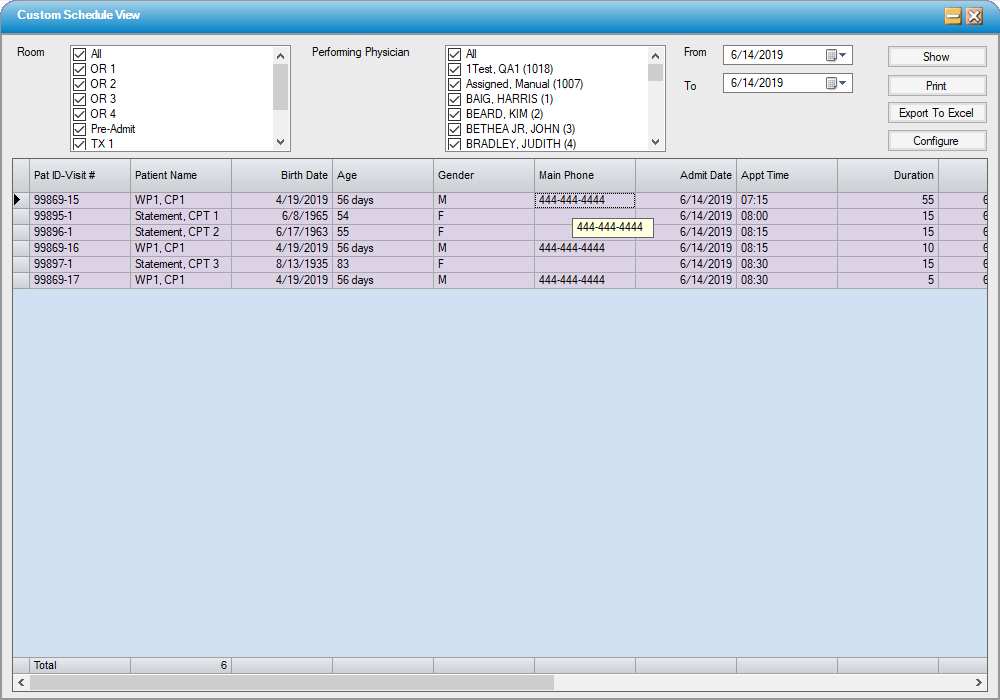 Custom Schedule View
Room
All
OR 1
OR 2
OR 3
OR 4
Pre-Admit
TX 1
Performing Physician
All
1Test, QA1 (1018)
Assigned, Manual (1007)
BAIG, HARRIS (1)
BEARD, KIM (2)
BETHEA JR, JOHN (3)
BRADLEY, JUDITH (4)
From 6/14/2019
To 6/14/2019
Show
Print
Export To Excel
Configure
Pat ID-Visit # Patient Name Birth Date Age Gender Main Phone Admit Date Appt Time Duration
99869-15 WP1, CP1 4/19/2019 56 days M 444-444-4444 6/14/2019 07:15 55 6
99895-1 Statement, CPT 1 6/8/1965 54 F 6/14/2019 08:00 15 6
99896-1 Statement, CPT 2 6/17/1963 55 F 6/14/2019 08:15 15 6
444-444-4444
99869-16 WP1, CP1 4/19/2019 56 days M 444-444-4444 6/14/2019 08:15 10 6
99897-1 Statement, CPT 3 8/13/1935 83 F 6/14/2019 08:30 15 6
99869-17 WP1, CP1 4/19/2019 56 days M 444-444-4444 6/14/2019 08:30 5 6
Total 6